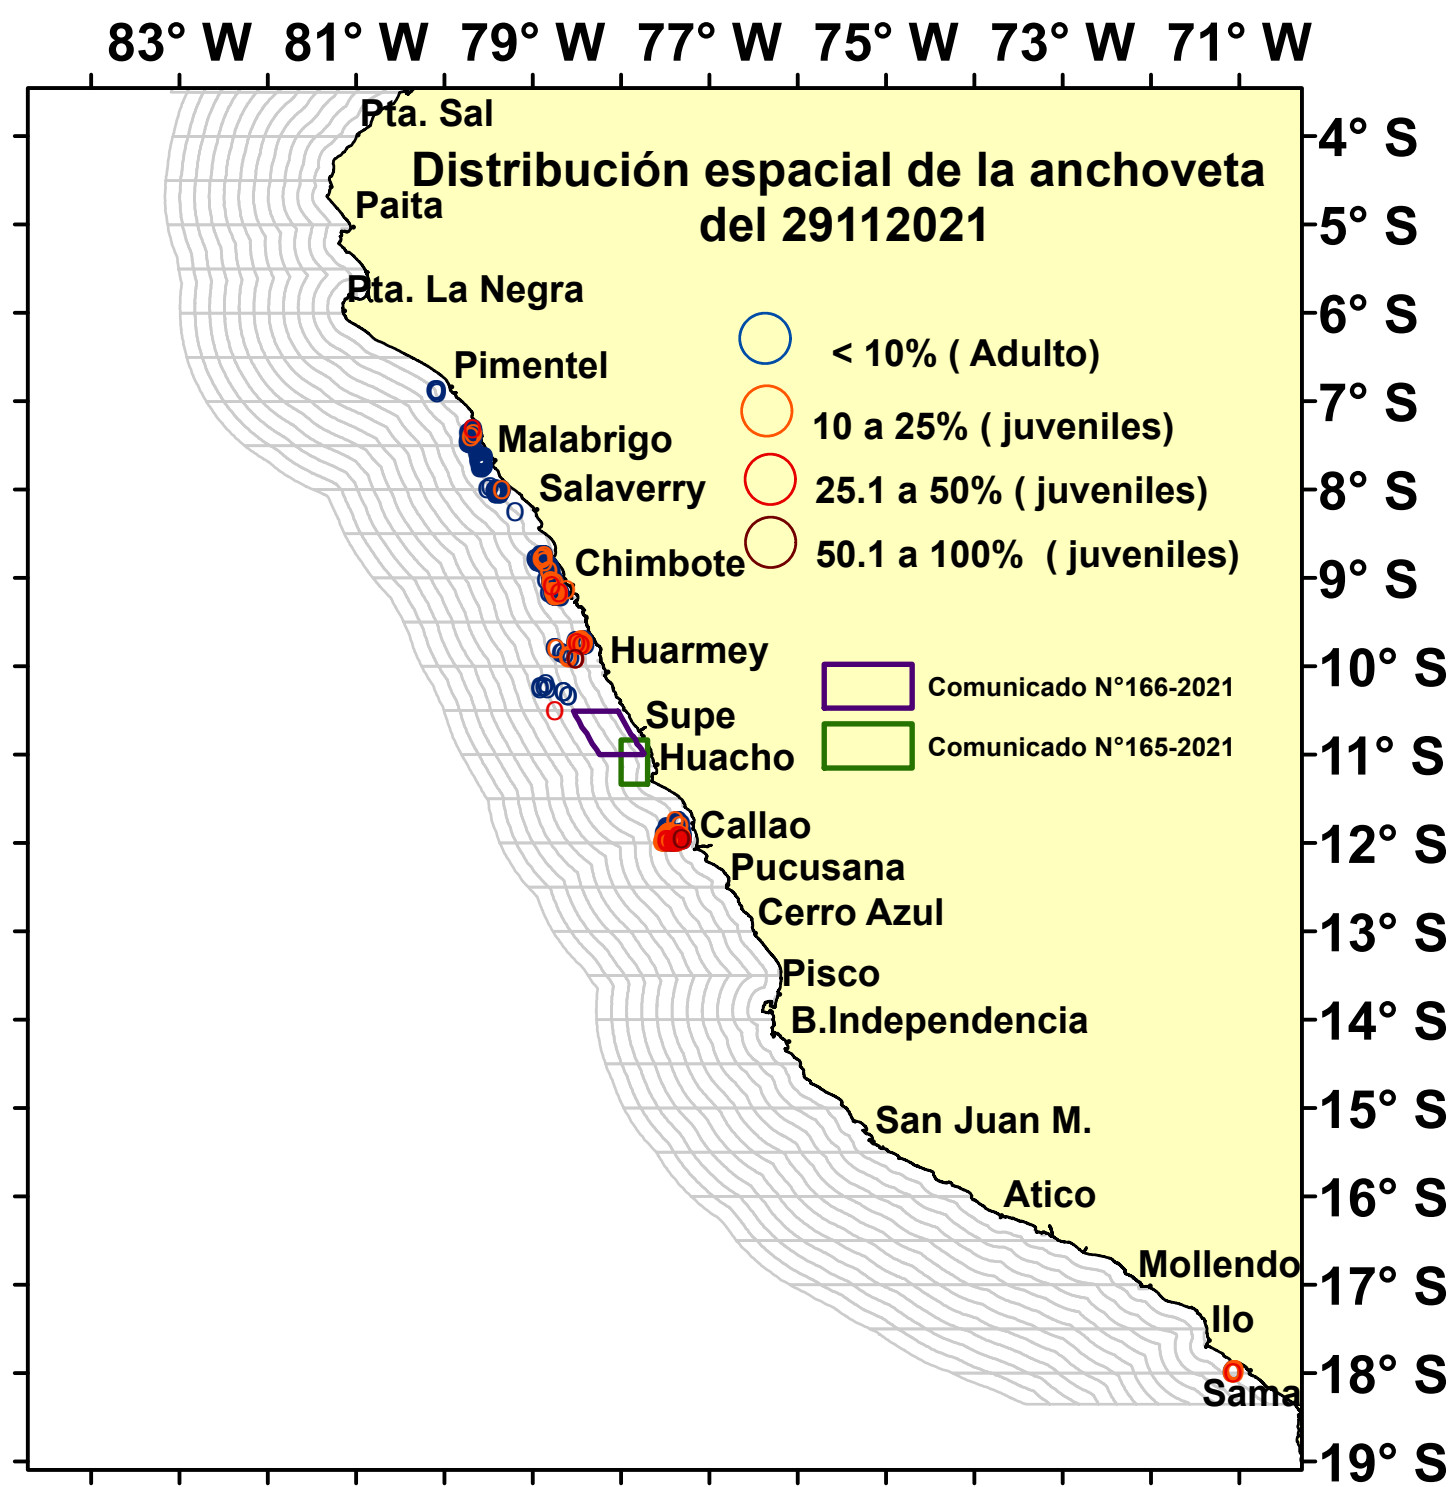 83° W 81° W 79° W 77° W 75° W 73° W 71° W
Pta. Sal
4° S
Distribución espacial de la anchoveta
del 29112021
Paita
5° S
Pta. La Negra
6° S
Pimentel
< 10% ( Adulto)
7° S
Malabrigo
10 a 25% ( juveniles)
Salaverry
25.1 a 50% ( juveniles)
8° S
Chimbote
50.1 a 100% ( juveniles)
9° S
Huarmey
10° S
Comunicado N°166-2021
Supe
Comunicado N°165-2021
Huacho
11° S
Callao
12° S
Pucusana
Cerro Azul
13° S
Pisco
B.Independencia
14° S
San Juan M.
15° S
Atico
16° S
Mollendo
17° S
Ilo
18° S
Sama
19° S